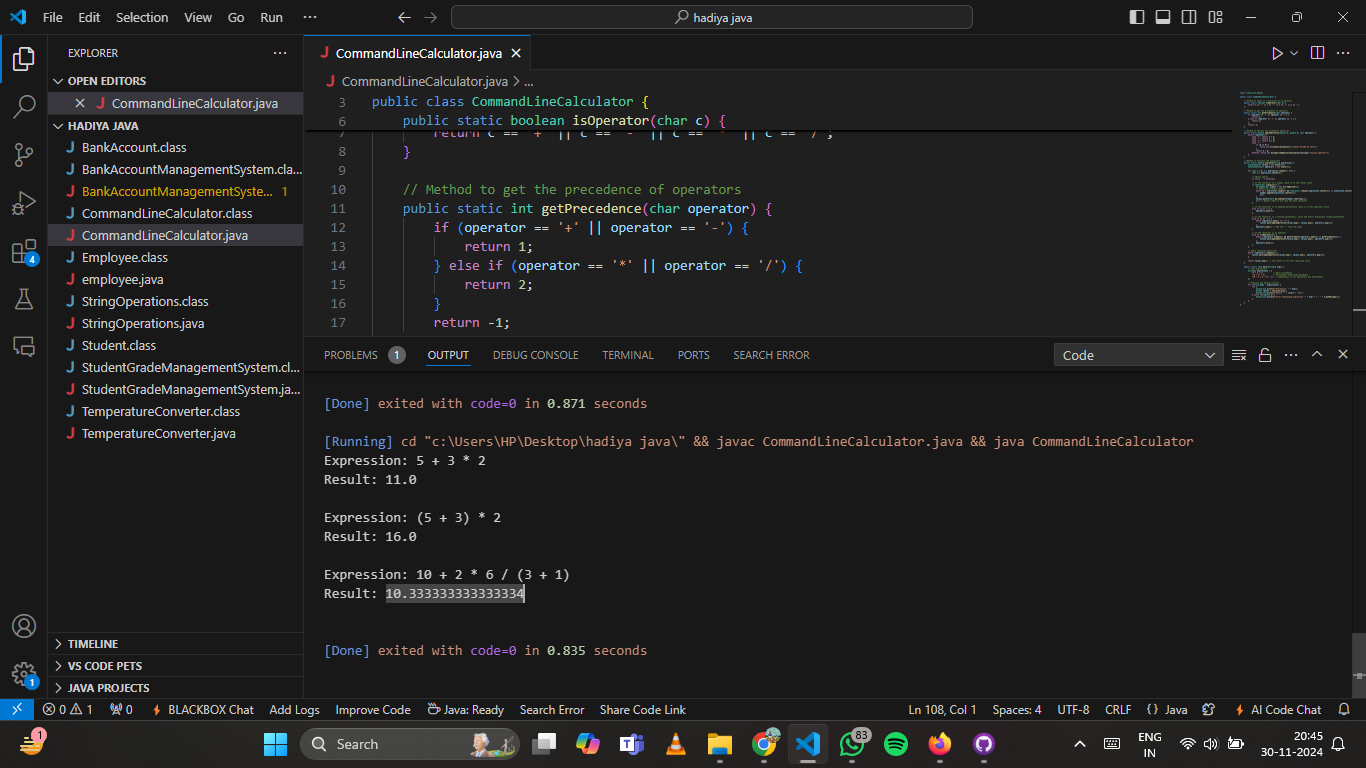 File Edit Selection View Go Run ···
hadiya java
EXPLORER ···
OPEN EDITORS
CommandLineCalculator.java
HADIYA JAVA
BankAccount.class
BankAccountManagementSystem.cla...
BankAccountManagementSyste... 1
CommandLineCalculator.class
CommandLineCalculator.java
Employee.class
employee.java
StringOperations.class
StringOperations.java
Student.class
StudentGradeManagementSystem.cl...
StudentGradeManagementSystem.ja...
TemperatureConverter.class
TemperatureConverter.java
TIMELINE
VS CODE PETS
JAVA PROJECTS
4
1
CommandLineCalculator.java
CommandLineCalculator.java > ...
3 public class CommandLineCalculator {
6 public static boolean isOperator(char c) {
7 return c == '+' || c == '-' || c == '*' || c == '/';
8 }
9
10 // Method to get the precedence of operators
11 public static int getPrecedence(char operator) {
12 if (operator == '+' || operator == '-') {
13 return 1;
14 } else if (operator == '*' || operator == '/') {
15 return 2;
16 }
17 return -1;
PROBLEMS 1 OUTPUT DEBUG CONSOLE TERMINAL PORTS SEARCH ERROR
Code
[Done] exited with code=0 in 0.871 seconds
[Running] cd "c:\Users\HP\Desktop\hadiya java\" && javac CommandLineCalculator.java && java CommandLineCalculator
Expression: 5 + 3 * 2
Result: 11.0
Expression: (5 + 3) * 2
Result: 16.0
Expression: 10 + 2 * 6 / (3 + 1)
Result: 10.333333333333334
[Done] exited with code=0 in 0.835 seconds
0 1 0 BLACKBOX Chat Add Logs Improve Code Java: Ready Search Error Share Code Link Ln 108, Col 1 Spaces: 4 UTF-8 CRLF {} Java AI Code Chat
1
Search
83
ENG
IN
20:45
30-11-2024